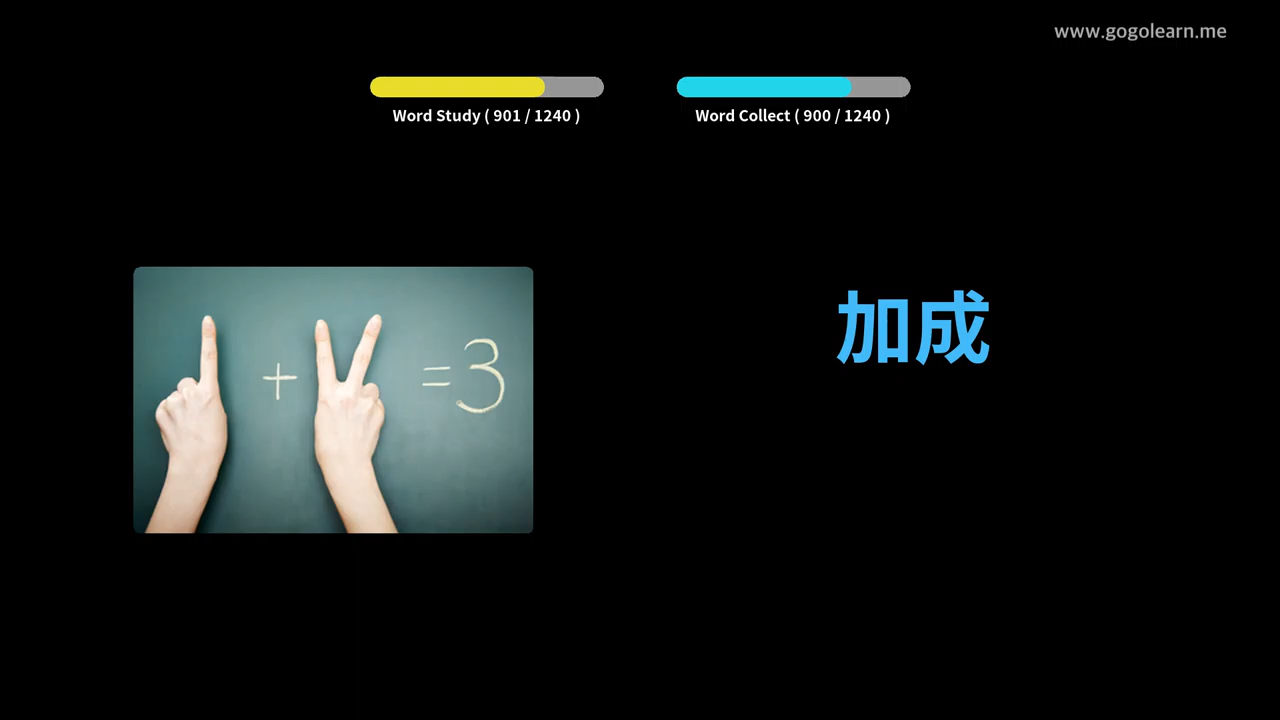 www.gogolearn.me
Word Study ( 901 / 1240 )
Word Collect ( 900 / 1240 )
+ = 3
加成